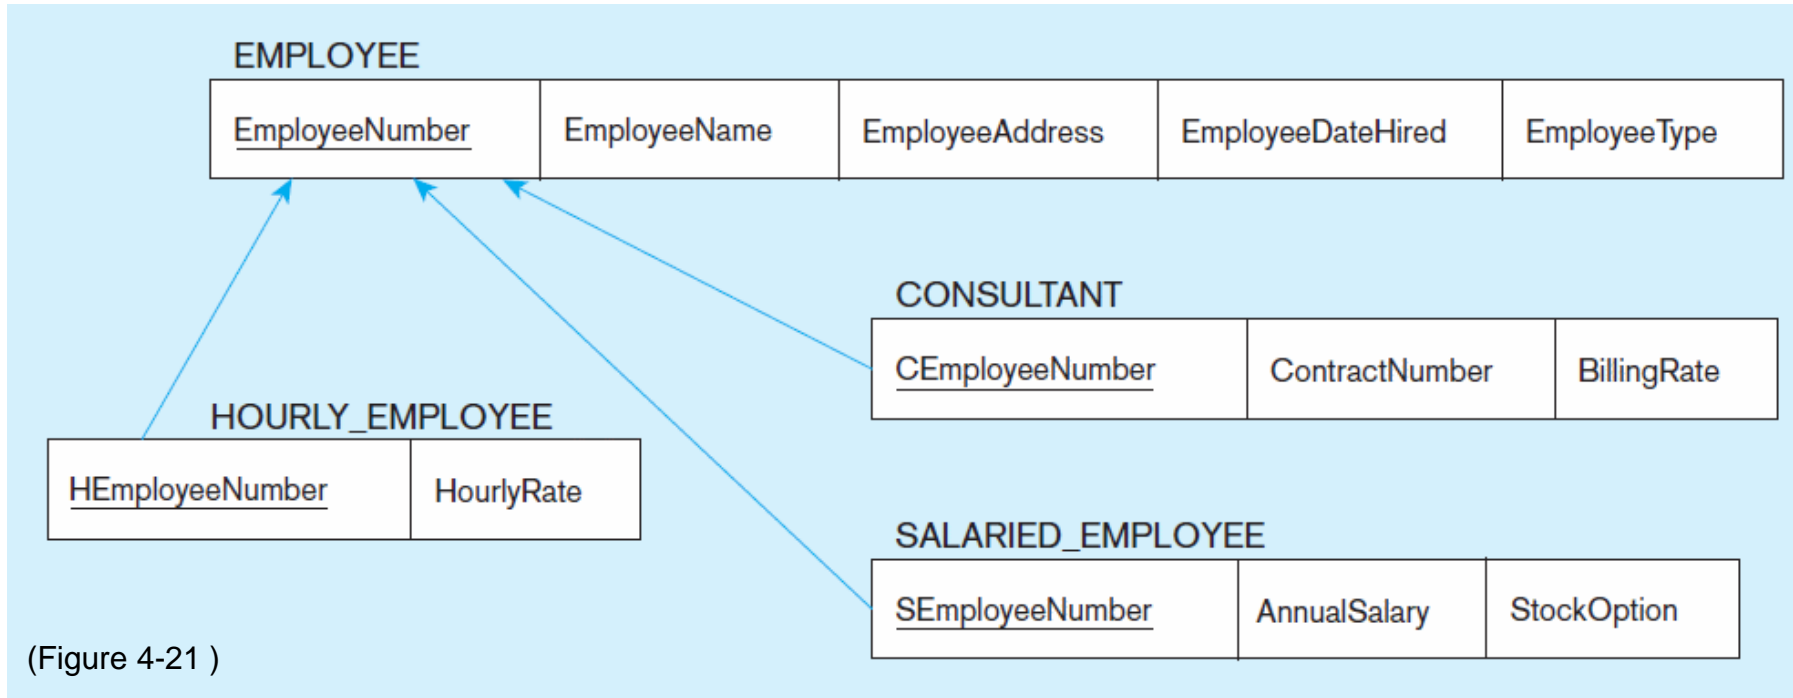 EMPLOYEE
EmployeeNumber EmployeeName EmployeeAddress EmployeeDateHired EmployeeType
CONSULTANT
CEmployeeNumber ContractNumber BillingRate
HOURLY_EMPLOYEE
HEmployeeNumber HourlyRate
SALARIED_EMPLOYEE
SEmployeeNumber AnnualSalary StockOption
(Figure 4-21 )